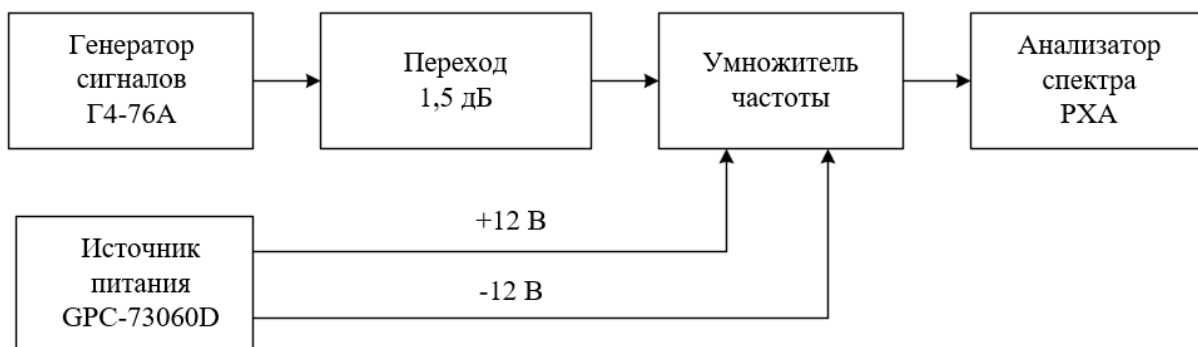 Генератор
сигналов
Г4-76А
Переход
1,5 дБ
Умножитель
частоты
Анализатор
спектра
PXA
+12 В
Источник
питания
GPC-73060D
-12 В